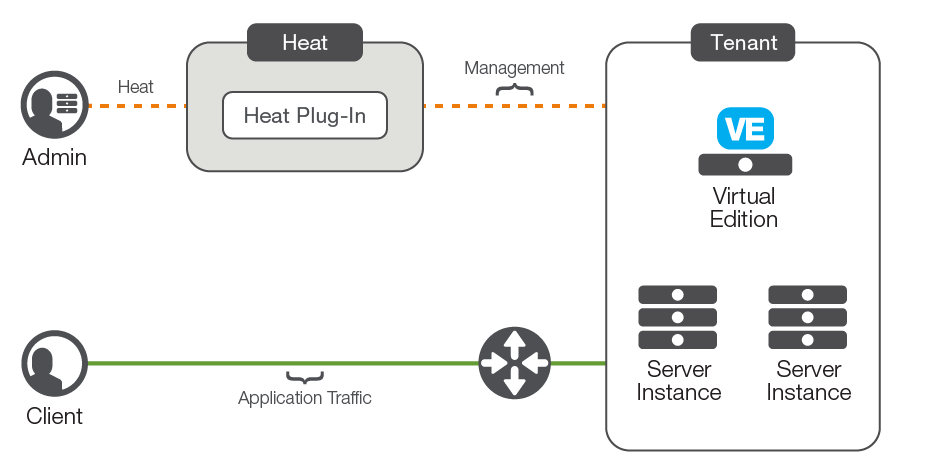 Heat
Tenant
Management
Heat
Heat Plug-In
VE
Admin
Virtual
Edition
Server
Instance
Server
Instance
Application Traffic
Client